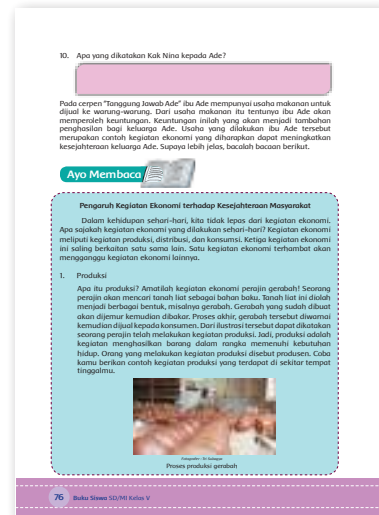 10. Apa yang dikatakan Kak Nina kepada Ade?
Pada cerpen "Tanggung Jawab Ade" ibu Ade mempunyai usaha makanan untuk
dijual ke warung-warung. Dari usaha makanan itu tentunya ibu Ade akan
memperoleh keuntungan. Keuntungan inilah yang akan menjadi tambahan
penghasilan bagi keluarga Ade. Usaha yang dilakukan ibu Ade tersebut
merupakan contoh kegiatan ekonomi yang diharapkan dapat meningkatkan
kesejahteraan keluarga Ade. Supaya lebih jelas, bacalah bacaan berikut.
Ayo Membaca
Pengaruh Kegiatan Ekonomi terhadap Kesejahteraan Masyarakat
Dalam kehidupan sehari-hari, kita tidak lepas dari kegiatan ekonomi.
Apa sajakah kegiatan ekonomi yang dilakukan sehari-hari? Kegiatan ekonomi
meliputi kegiatan produksi, distribusi, dan konsumsi. Ketiga kegiatan ekonomi
ini saling berkaitan satu sama lain. Satu kegiatan ekonomi terhambat akan
mengganggu kegiatan ekonomi lainnya.
1. Produksi
Apa itu produksi? Amatilah kegiatan ekonomi perajin gerabah! Seorang
perajin akan mencari tanah liat sebagai bahan baku. Tanah liat ini diolah
menjadi berbagai bentuk, misalnya gerabah. Gerabah yang sudah dibuat
akan dijemur kemudian dibakar. Proses akhir, gerabah tersebut diwarnai
kemudian dijual kepada konsumen. Dari ilustrasi tersebut dapat dikatakan
seorang perajin telah melakukan kegiatan produksi. Jadi, produksi adalah
kegiatan menghasilkan barang dalam rangka memenuhi kebutuhan
hidup. Orang yang melakukan kegiatan produksi disebut produsen. Coba
kamu berikan contoh kegiatan produksi yang terdapat di sekitar tempat
tinggalmu.
Proses produksi gerabah
76 Buku Siswa SD/MI Kelas V